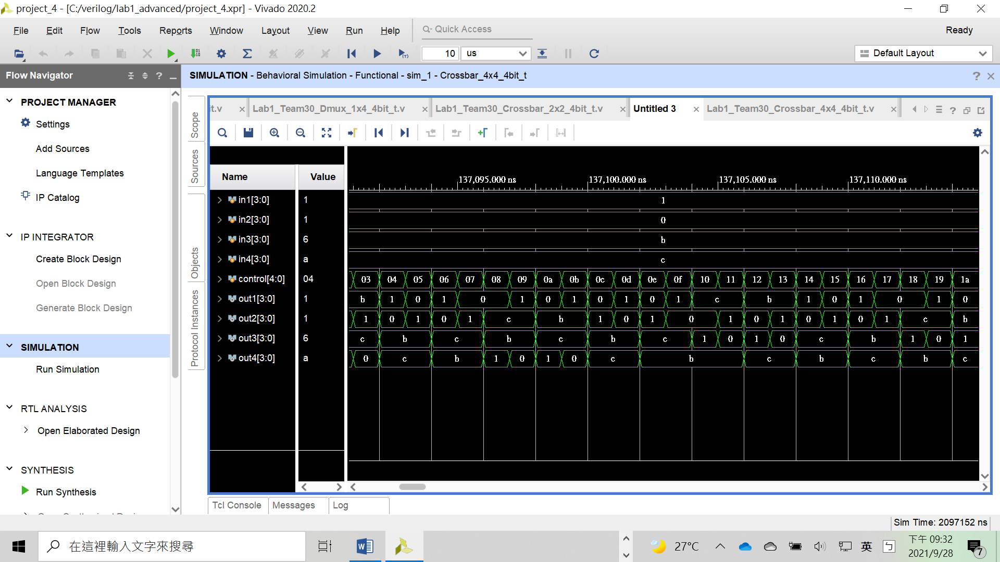 project_4 - [C:/verilog/lab1_advanced/project_4.xpr] - Vivado 2020.2
File Edit Flow Tools Reports Window Layout View Run Help Quick Access Ready
10 us Default Layout
Flow Navigator
SIMULATION - Behavioral Simulation - Functional - sim_1 - Crossbar_4x4_4bit_t
PROJECT MANAGER
Settings
Add Sources
Language Templates
IP Catalog
IP INTEGRATOR
Create Block Design
Open Block Design
Generate Block Design
SIMULATION
Run Simulation
RTL ANALYSIS
Open Elaborated Design
SYNTHESIS
Run Synthesis
Scope
Sources
Objects
Protocol Instances
it.v Lab1_Team30_Dmux_1x4_4bit_t.v Lab1_Team30_Crossbar_2x2_4bit_t.v Untitled 3 Lab1_Team30_Crossbar_4x4_4bit_t.v
Name Value 137,095.000 ns 137,100.000 ns 137,105.000 ns 137,110.000 ns
in1[3:0] 1 1
in2[3:0] 1 0
in3[3:0] 6 b
in4[3:0] a c
control[4:0] 04 03 04 05 06 07 08 09 0a 0b 0c 0d 0e 0f 10 11 12 13 14 15 16 17 18 19 1a
out1[3:0] 1 b 1 0 1 0 1 0 1 0 1 0 1 c b 1 0 1 0 1 0
out2[3:0] 1 1 0 1 0 1 c b 1 0 1 0 1 0 1 0 1 0 1 c b
out3[3:0] 6 c b c b c b c 1 0 1 0 c b 1 0 1
out4[3:0] a 0 c b 1 0 1 0 c b c b c b c
Tcl Console Messages Log
Sim Time: 2097152 ns
在這裡輸入文字來搜尋
27°C 英 ㄅ
下午 09:32
2021/9/28
7